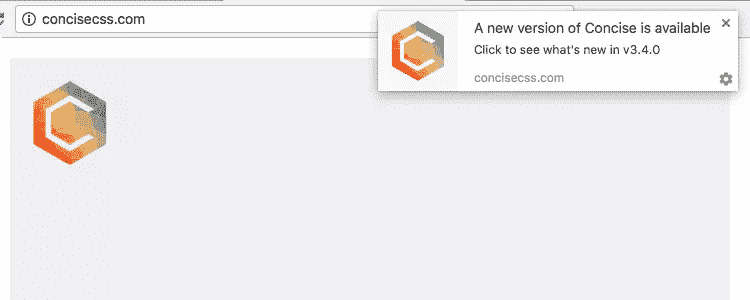 concisecss.com
A new version of Concise is available
Click to see what's new in v3.4.0
concisecss.com